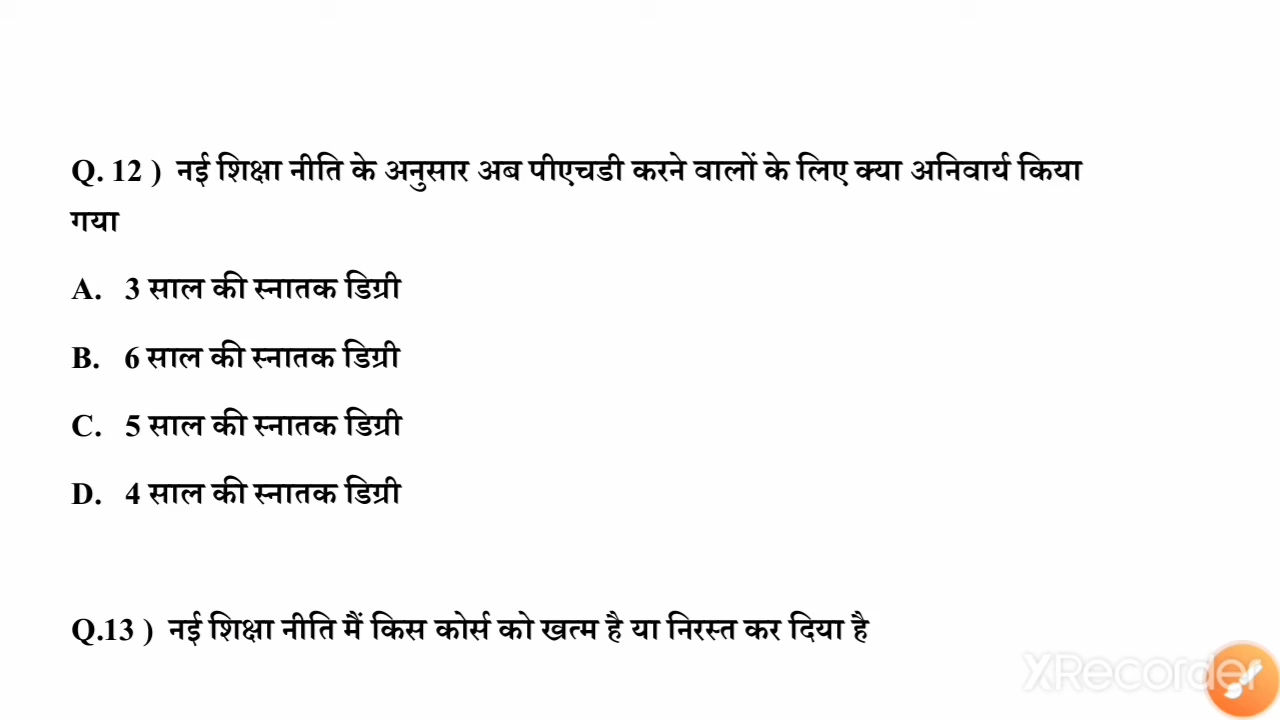 Q. 12 ) नई शिक्षा नीति के अनुसार अब पीएचडी करने वालों के लिए क्या अनिवार्य किया
गया
A. 3 साल की स्नातक डिग्री
B. 6 साल की स्नातक डिग्री
C. 5 साल की स्नातक डिग्री
D. 4 साल की स्नातक डिग्री
Q.13 ) नई शिक्षा नीति मैं किस कोर्स को खत्म है या निरस्त कर दिया है
XRecorder